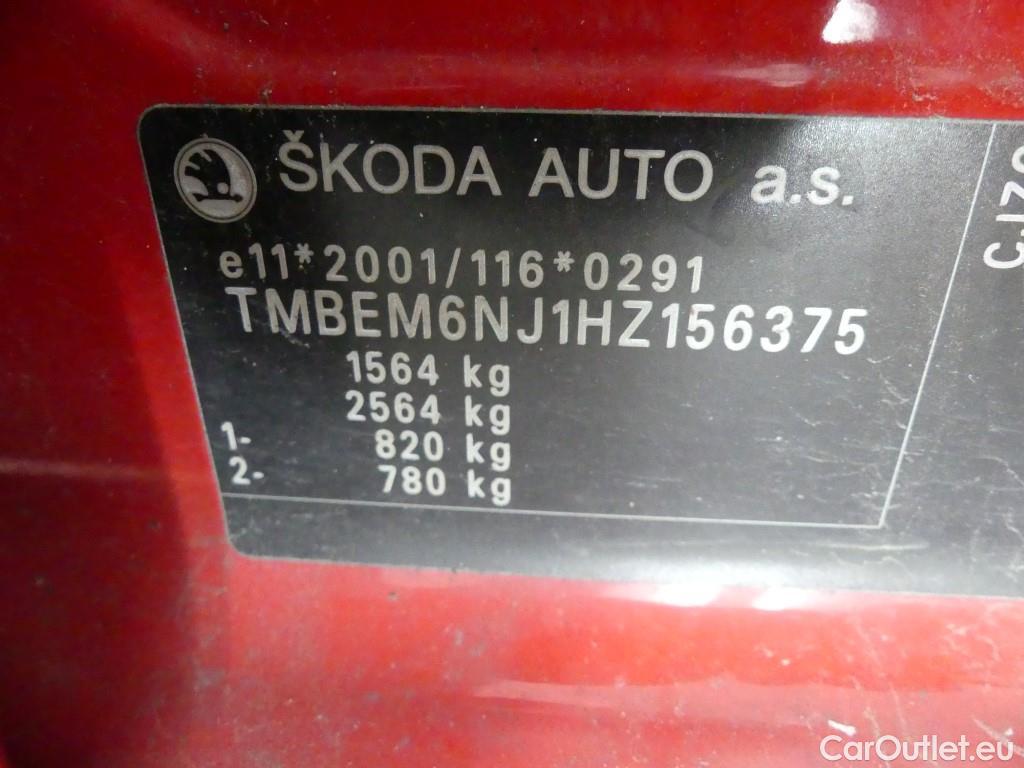 ŠKODA AUTO a.s.
e11*2001/116*0291
TMBEM6NJ1HZ156375
1564 kg
2564 kg
1- 820 kg
2- 780 kg
CarOutlet.eu